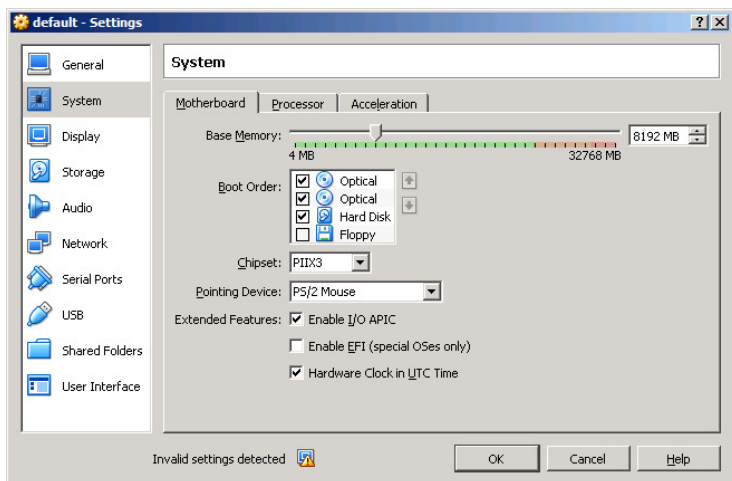 default - Settings
General
System
Display
Storage
Audio
Network
Serial Ports
USB
Shared Folders
User Interface
System
Motherboard Processor Acceleration
Base Memory: 8192 MB
4 MB 32768 MB
Boot Order: Optical
Optical
Hard Disk
Floppy
Chipset: PIIX3
Pointing Device: PS/2 Mouse
Extended Features: Enable I/O APIC
Enable EFI (special OSes only)
Hardware Clock in UTC Time
Invalid settings detected OK Cancel Help